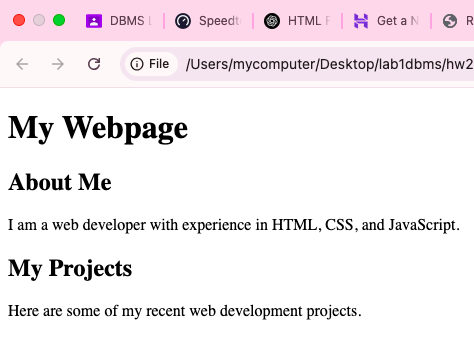 DBMS
Speedt
HTML
Get a
R
File
/Users/mycomputer/Desktop/lab1dbms/hw2
My Webpage
About Me
I am a web developer with experience in HTML, CSS, and JavaScript.
My Projects
Here are some of my recent web development projects.